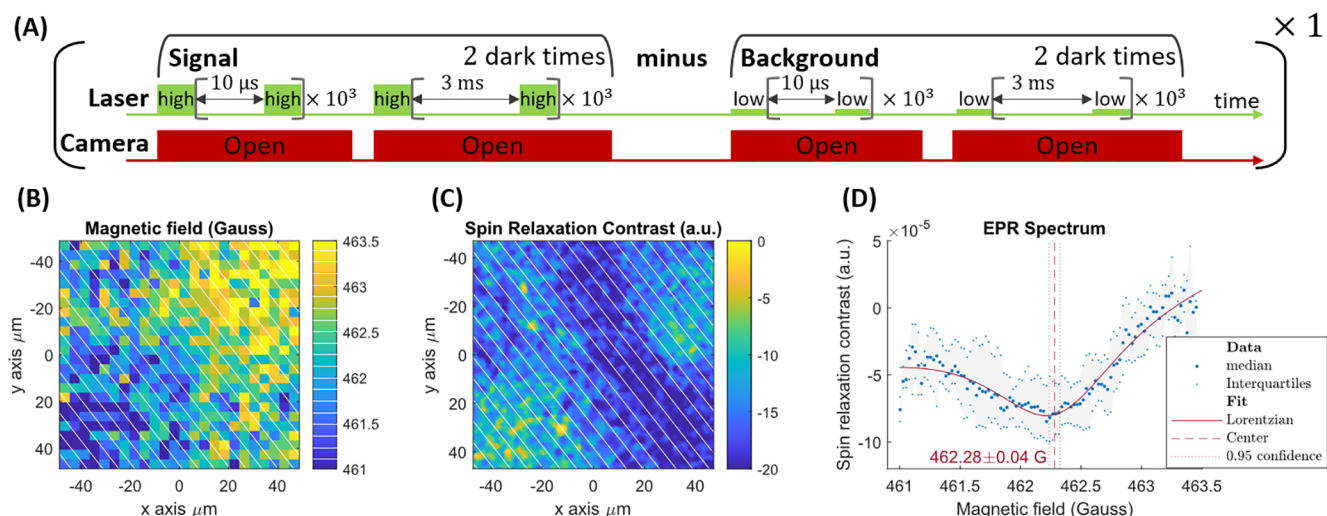 (A)
× 1
Signal 2 dark times minus Background 2 dark times
10 µs 3 ms 10 µs 3 ms
Laser high high × 10³ high high × 10³ low low × 10³ low low × 10³ time
Camera Open Open Open Open
(B)
Magnetic field (Gauss)
463.5
463
462.5
462
461.5
461
-40
-20
0
20
40
y axis µm
-40 -20 0 20 40
x axis µm
(C)
Spin Relaxation Contrast (a.u.)
0
-5
-10
-15
-20
-40
-20
0
20
40
y axis µm
-40 -20 0 20 40
x axis µm
(D)
EPR Spectrum
5 × 10⁻⁵
0
-5
-10
Spin relaxation contrast (a.u.)
462.28±0.04 G
461 461.5 462 462.5 463 463.5
Magnetic field (Gauss)
Data
median
Interquartiles
Fit
Lorentzian
Center
0.95 confidence